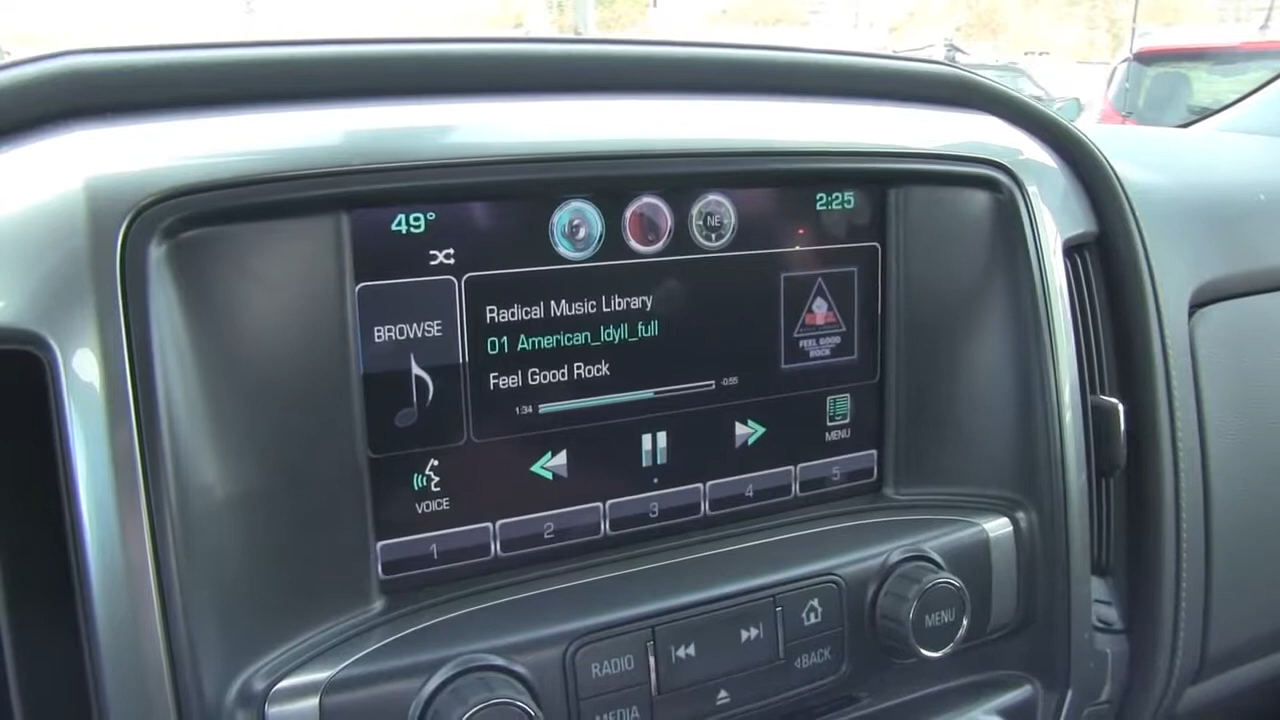 49°
NE
2:25
BROWSE
Radical Music Library
01 American_Idyll_full
Feel Good Rock
1:34
-0:55
FEEL GOOD
ROCK
VOICE
MENU
1
2
3
4
5
RADIO
MEDIA
BACK
MENU